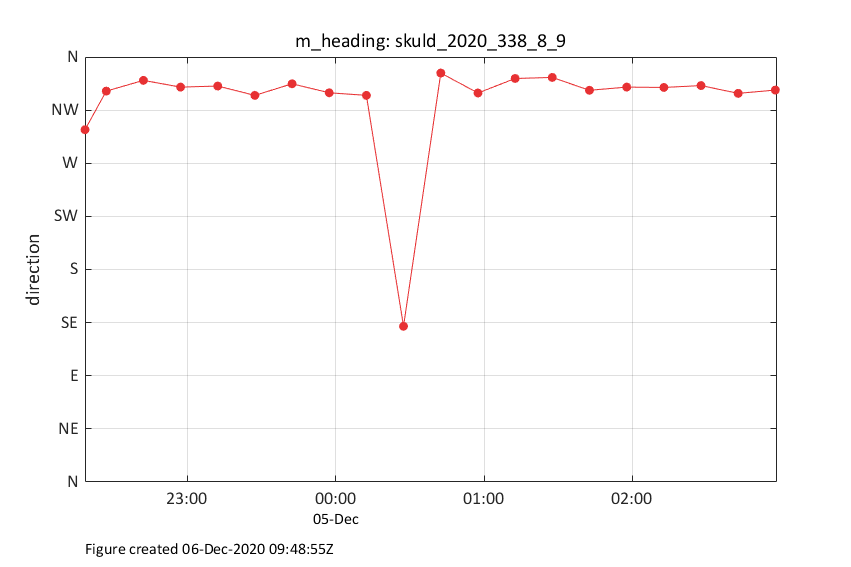 m_heading: skuld_2020_338_8_9
N
NW
W
SW
S
SE
E
NE
N
direction
23:00 00:00 01:00 02:00
05-Dec
Figure created 06-Dec-2020 09:48:55Z